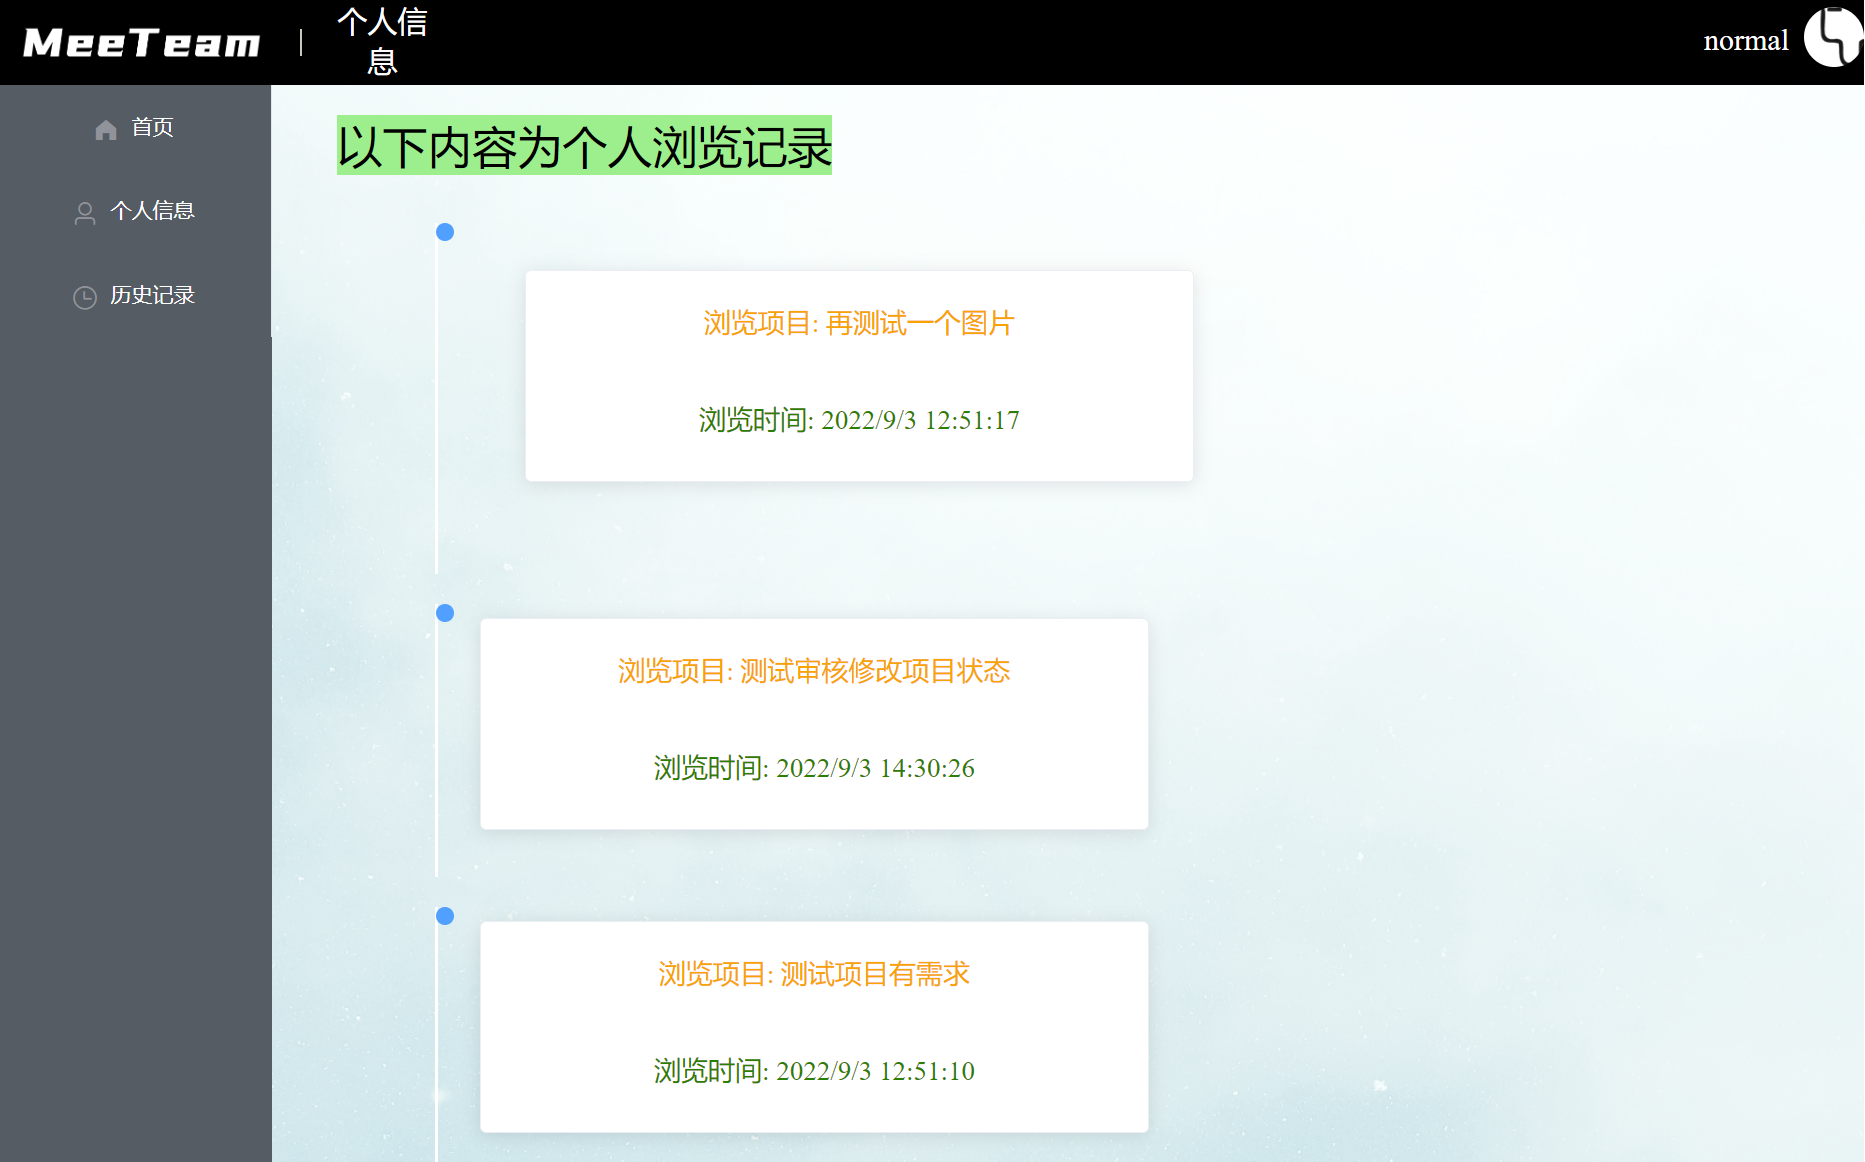 MeeTeam
|
个人信
息
normal
首页
个人信息
历史记录
以下内容为个人浏览记录
浏览项目: 再测试一个图片
浏览时间: 2022/9/3 12:51:17
浏览项目: 测试审核修改项目状态
浏览时间: 2022/9/3 14:30:26
浏览项目: 测试项目有需求
浏览时间: 2022/9/3 12:51:10